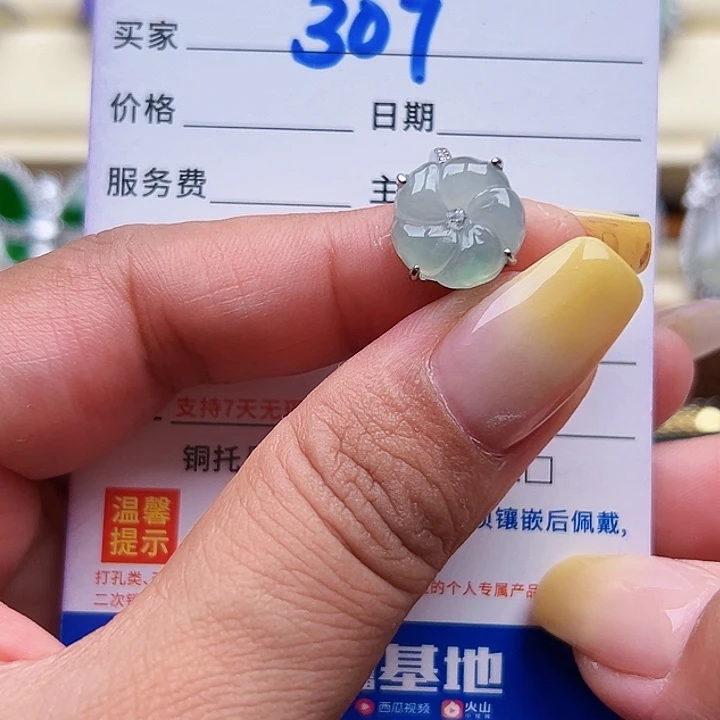 买家 307
价格 日期
服务费 主
支持7天无
铜托 □
温馨
提示
镶嵌后佩戴,
打孔类、
的个人专属产品
二次销
基地
西瓜视频 火山